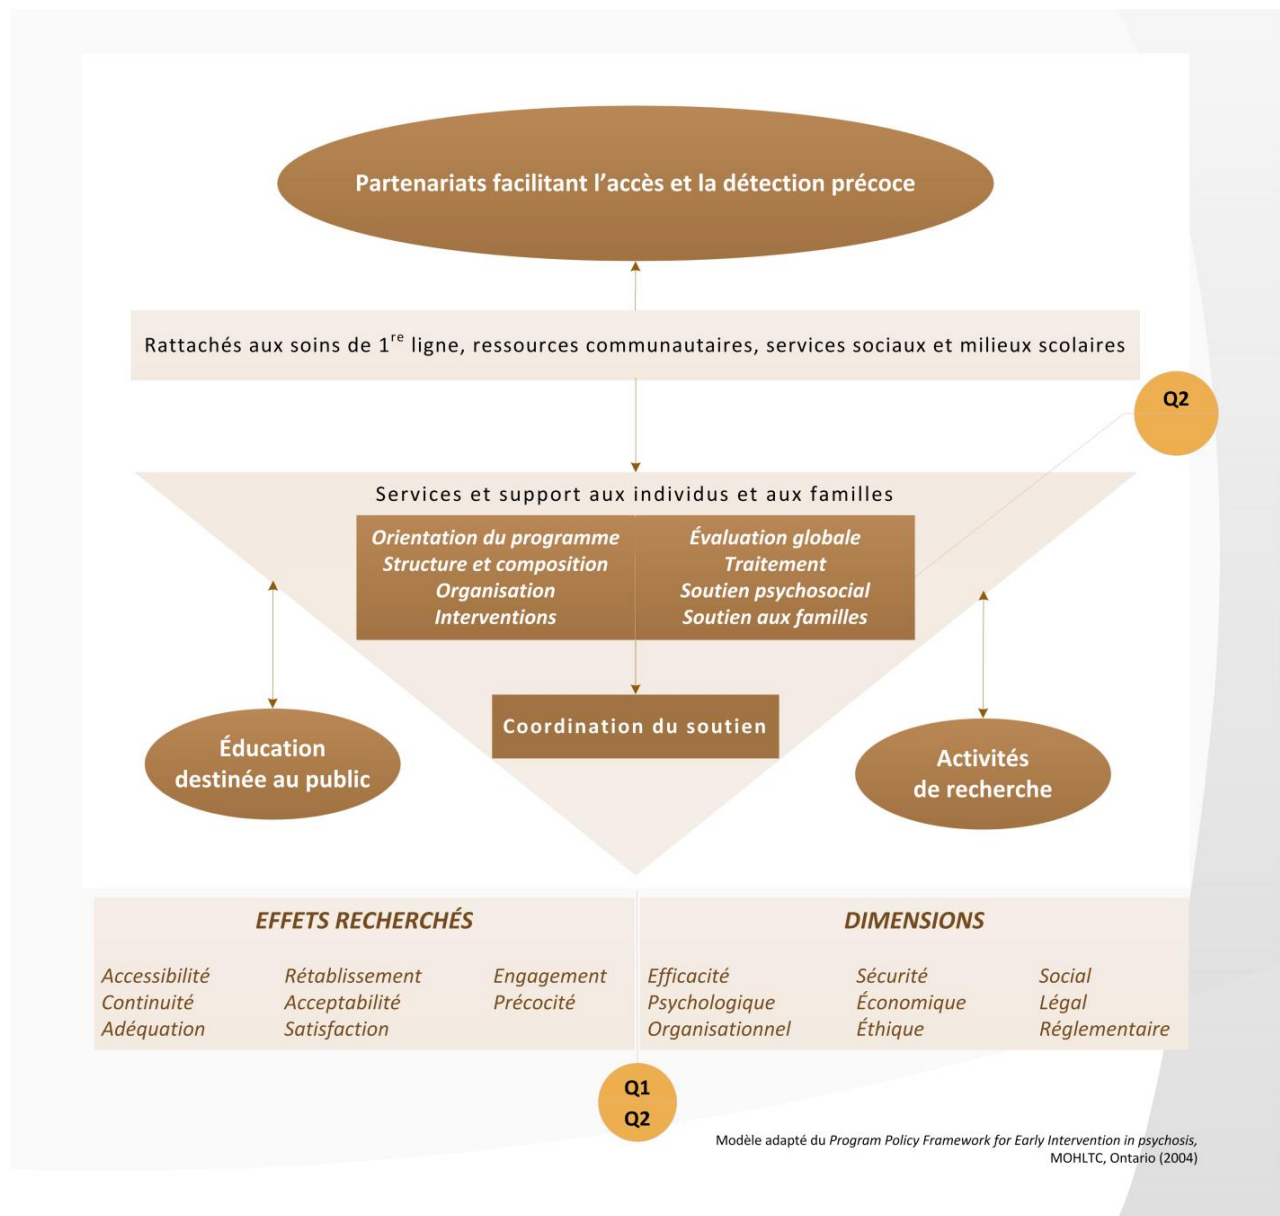 Partenariats facilitant l’accès et la détection précoce
Rattachés aux soins de 1re ligne, ressources communautaires, services sociaux et milieux scolaires
Q2
Services et support aux individus et aux familles
Orientation du programme
Structure et composition
Organisation
Interventions
Évaluation globale
Traitement
Soutien psychosocial
Soutien aux familles
Coordination du soutien
Éducation
destinée au public
Activités
de recherche
EFFETS RECHERCHÉS
Accessibilité Rétablissement Engagement
Continuité Acceptabilité Précocité
Adéquation Satisfaction
DIMENSIONS
Efficacité Sécurité Social
Psychologique Économique Légal
Organisationnel Éthique Réglementaire
Q1
Q2
Modèle adapté du Program Policy Framework for Early Intervention in psychosis,
MOHLTC, Ontario (2004)